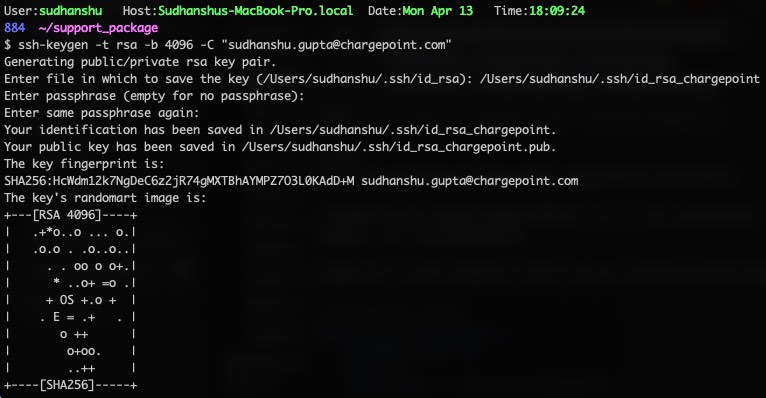 User:sudhanshu Host:Sudhanshus-MacBook-Pro.local Date:Mon Apr 13 Time:18:09:24
884 ~/support_package
$ ssh-keygen -t rsa -b 4096 -C "sudhanshu.gupta@chargepoint.com"
Generating public/private rsa key pair.
Enter file in which to save the key (/Users/sudhanshu/.ssh/id_rsa): /Users/sudhanshu/.ssh/id_rsa_chargepoint
Enter passphrase (empty for no passphrase):
Enter same passphrase again:
Your identification has been saved in /Users/sudhanshu/.ssh/id_rsa_chargepoint.
Your public key has been saved in /Users/sudhanshu/.ssh/id_rsa_chargepoint.pub.
The key fingerprint is:
SHA256:HcWdm12k7NgDeC6z2jR74gMXTBhAYMPZ7O3L0KAdD+M sudhanshu.gupta@chargepoint.com
The key's randomart image is:
+---[RSA 4096]----+
|   .+*o..o ... o.|
|   .o.o . .o..o..|
|     . . oo o o+.|
|      * ..o+ =o .|
|     + OS +.o +  |
|    . E = .+   . |
|       o ++      |
|        o+oo.    |
|        ..++     |
+----[SHA256]-----+